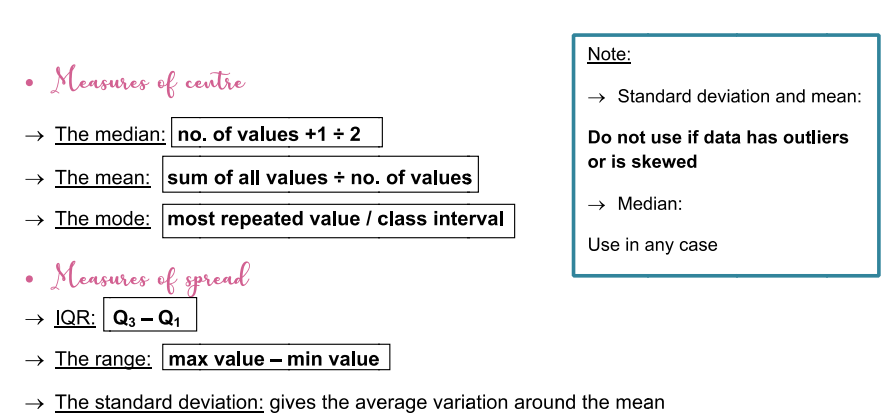 • Measures of centre
→ The median: no. of values +1 ÷ 2
→ The mean: sum of all values ÷ no. of values
→ The mode: most repeated value / class interval
• Measures of spread
→ IQR: Q₃ – Q₁
→ The range: max value – min value
→ The standard deviation: gives the average variation around the mean
Note:
→ Standard deviation and mean:
Do not use if data has outliers
or is skewed
→ Median:
Use in any case